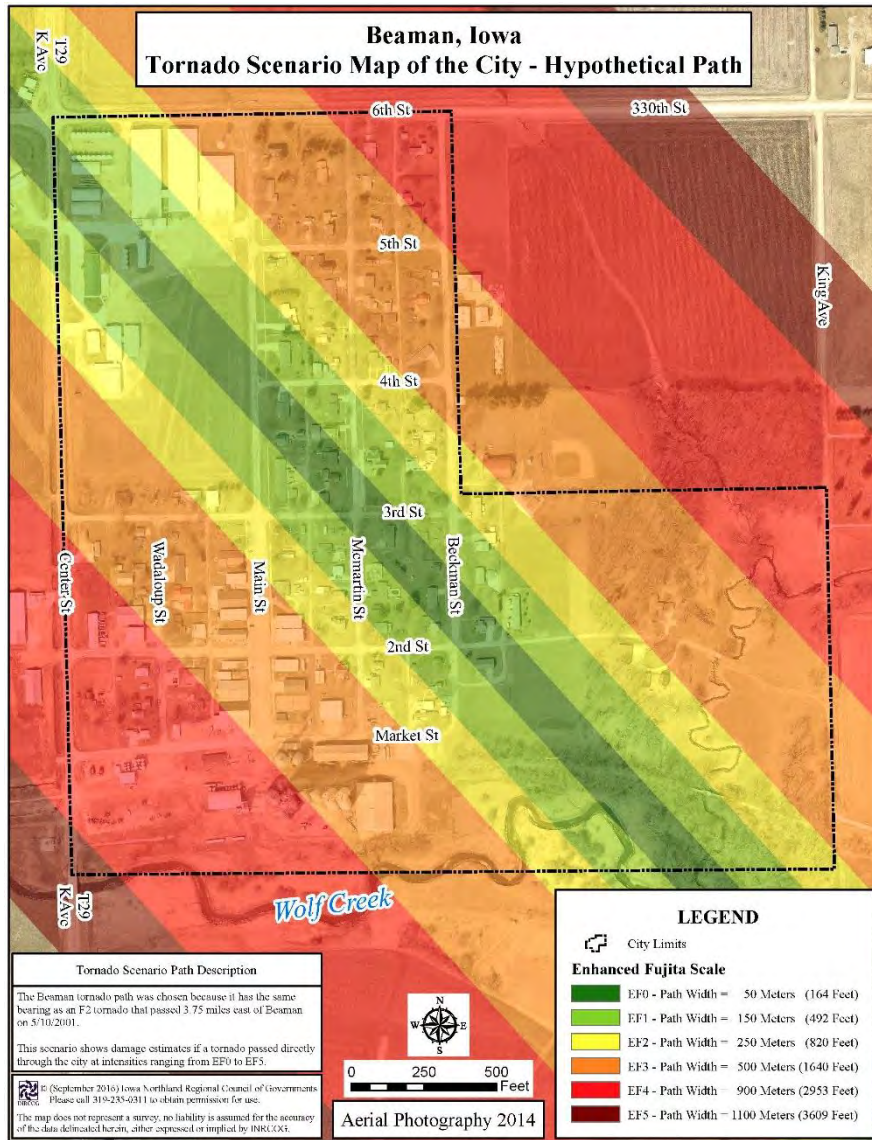 Beaman, Iowa
Tornado Scenario Map of the City - Hypothetical Path
T29
K Ave
6th St
330th St
5th St
King Ave
4th St
3rd St
Center St
Wadaloup St
Main St
Mcmartin St
Beckman St
2nd St
Market St
T29
K Ave
Wolf Creek
Tornado Scenario Path Description
The Beaman tornado path was chosen because it has the same
bearing as an F2 tornado that passed 3.75 miles east of Beaman
on 5/10/2001.
This scenario shows damage estimates if a tornado passed directly
through the city at intensities ranging from EF0 to EF5.
INRCOG
© (September 2016) Iowa Northland Regional Council of Governments
Please call 319-235-0311 to obtain permission for use.
The map does not represent a survey, no liability is assumed for the accuracy
of the data delineated herein, either expressed or implied by INRCOG.
N
W E
S
0 500
Feet
Aerial Photography 2014
LEGEND
City Limits
Enhanced Fujita Scale
EF0 - Path Width = 50 Meters (164 Feet)
EF1 - Path Width = 150 Meters (492 Feet)
EF2 - Path Width = 250 Meters (820 Feet)
EF3 - Path Width = 500 Meters (1640 Feet)
EF4 - Path Width = 900 Meters (2953 Feet)
EF5 - Path Width = 1100 Meters (3609 Feet)